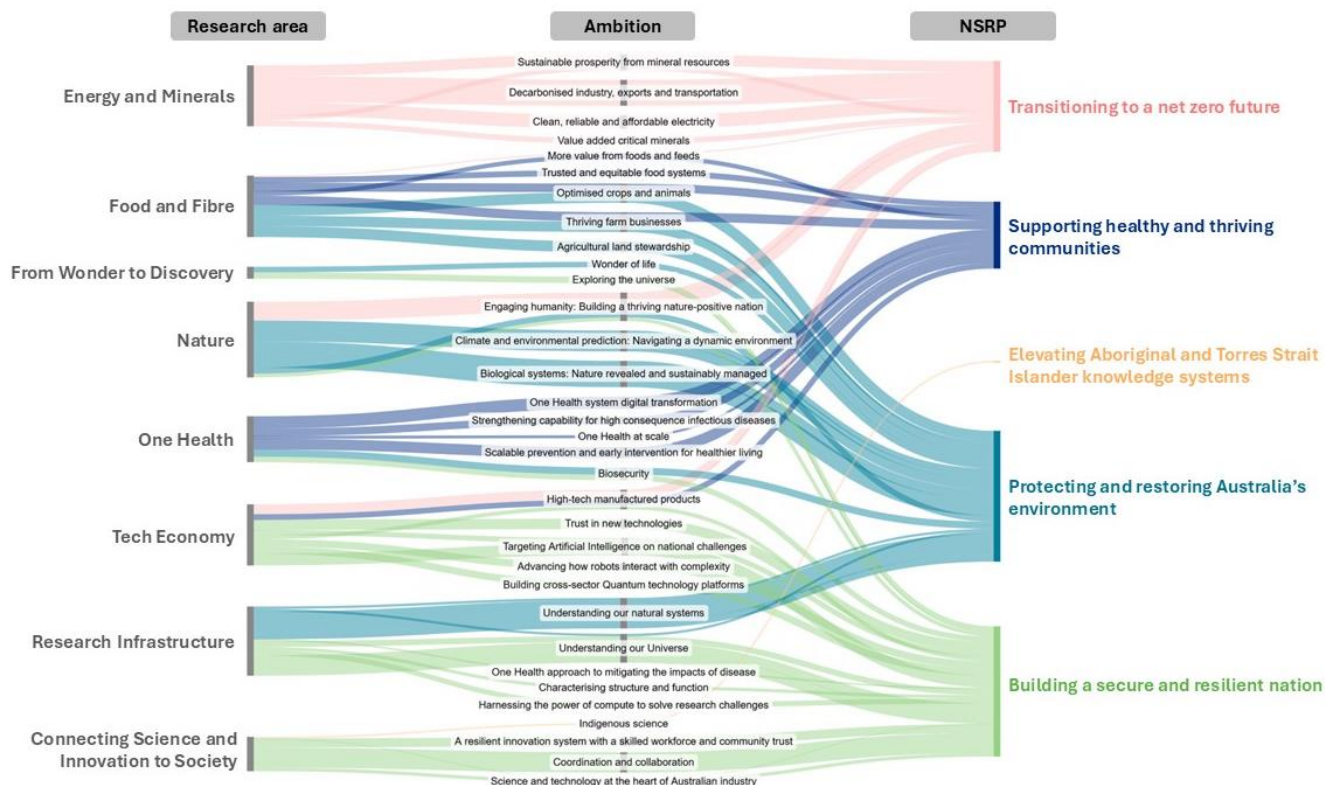 Research area
Ambition
NSRP
Energy and Minerals
Food and Fibre
From Wonder to Discovery
Nature
One Health
Tech Economy
Research Infrastructure
Connecting Science and
Innovation to Society
Sustainable prosperity from mineral resources
Decarbonised industry, exports and transportation
Clean, reliable and affordable electricity
Value added critical minerals
More value from foods and feeds
Trusted and equitable food systems
Optimised crops and animals
Thriving farm businesses
Agricultural land stewardship
Wonder of life
Exploring the universe
Engaging humanity: Building a thriving nature-positive nation
Climate and environmental prediction: Navigating a dynamic environment
Biological systems: Nature revealed and sustainably managed
One Health system digital transformation
Strengthening capability for high consequence infectious diseases
One Health at scale
Scalable prevention and early intervention for healthier living
Biosecurity
High-tech manufactured products
Trust in new technologies
Targeting Artificial Intelligence on national challenges
Advancing how robots interact with complexity
Building cross-sector Quantum technology platforms
Understanding our natural systems
Understanding our Universe
One Health approach to mitigating the impacts of disease
Characterising structure and function
Harnessing the power of compute to solve research challenges
Indigenous science
A resilient innovation system with a skilled workforce and community trust
Coordination and collaboration
Science and technology at the heart of Australian industry
Transitioning to a net zero future
Supporting healthy and thriving
communities
Elevating Aboriginal and Torres Strait
Islander knowledge systems
Protecting and restoring Australia's
environment
Building a secure and resilient nation